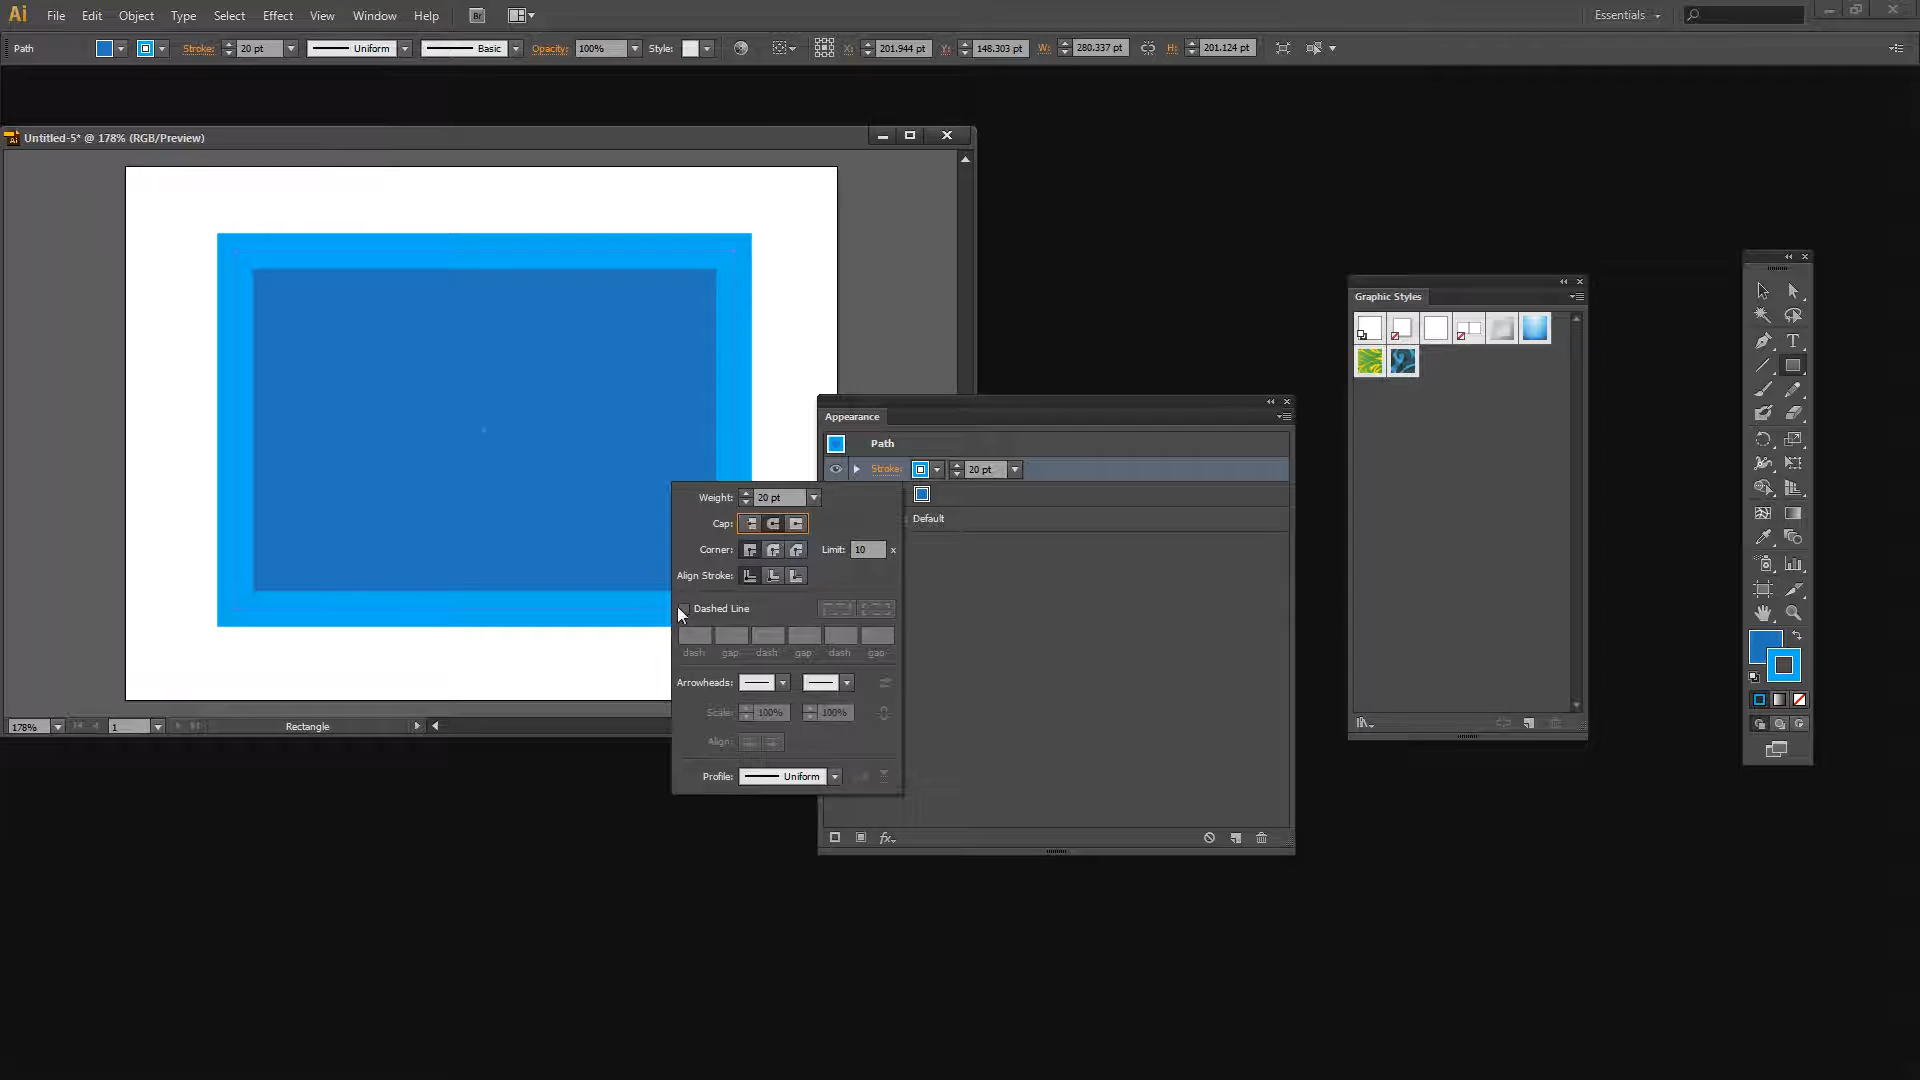 Ai File Edit Object Type Select Effect View Window Help Br Essentials
Path Stroke: 20 pt Uniform Basic Opacity: 100% Style: X: 201.944 pt Y: 148.303 pt W: 280.337 pt H: 201.124 pt
Untitled-5* @ 178% (RGB/Preview)
Graphic Styles
Appearance
Path
Stroke: 20 pt
Default
Weight: 20 pt
Cap:
Corner: Limit: 10 x
Align Stroke:
Dashed Line
dash gap dash gap dash gap
Arrowheads:
Scale: 100% 100%
Align:
Profile: Uniform
178% 1 Rectangle
fx